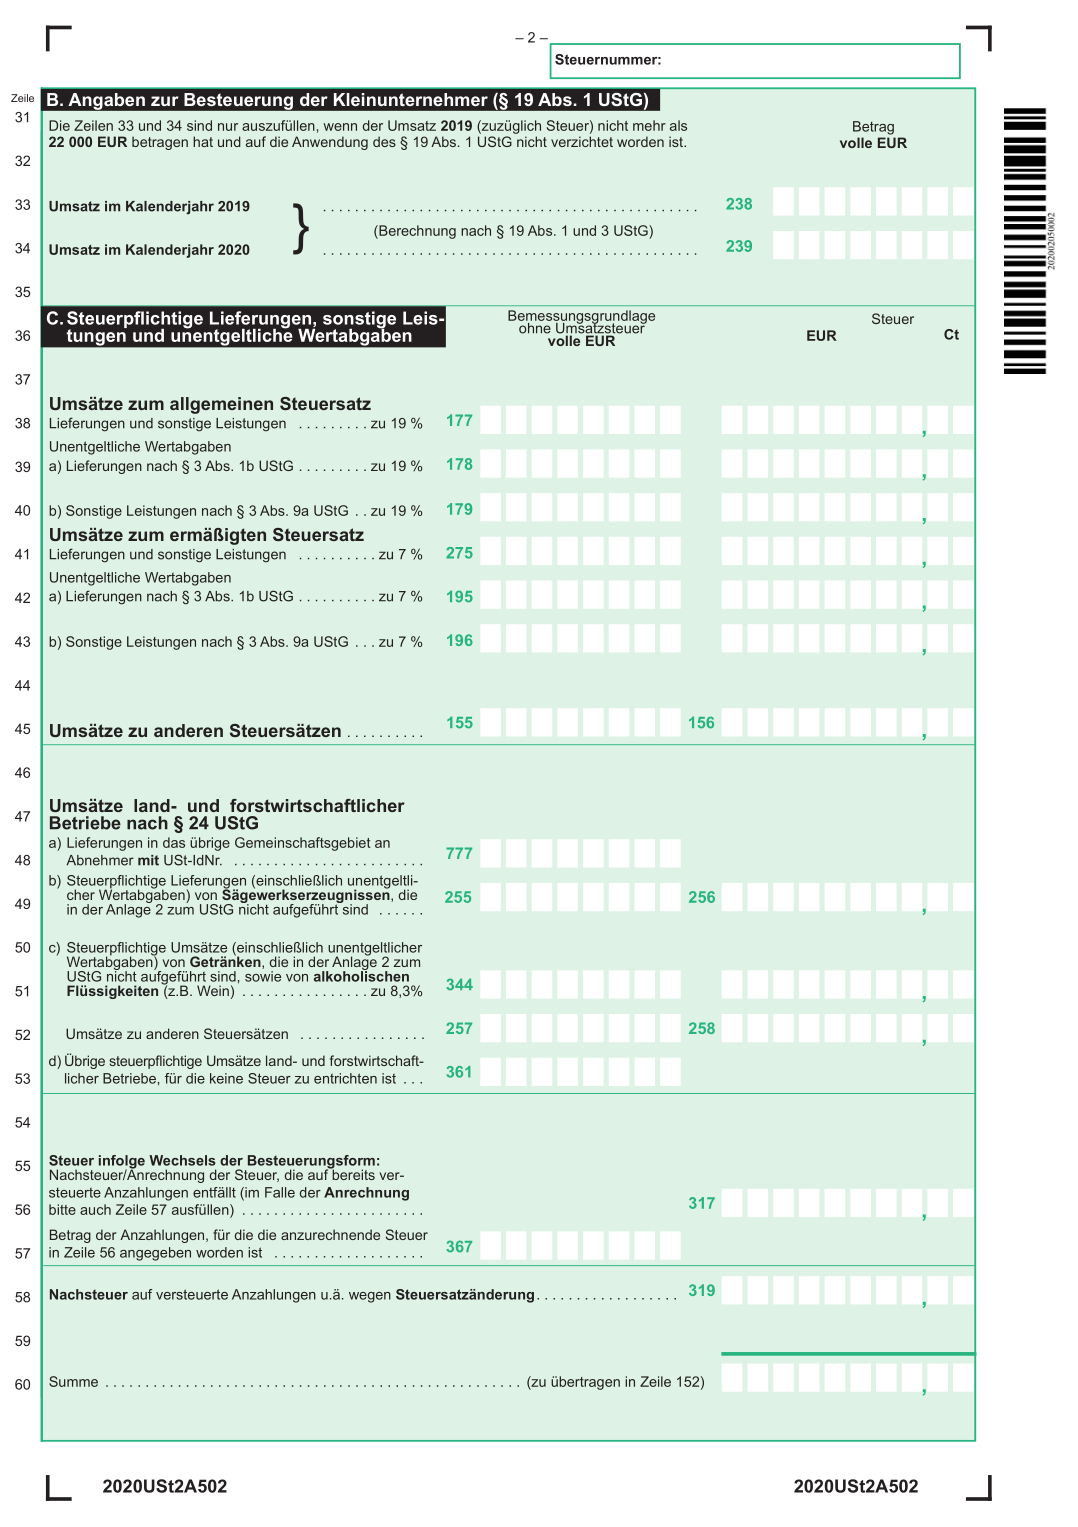 – 2 –
Steuernummer:
Zeile
B. Angaben zur Besteuerung der Kleinunternehmer (§ 19 Abs. 1 UStG)
31
Die Zeilen 33 und 34 sind nur auszufüllen, wenn der Umsatz 2019 (zuzüglich Steuer) nicht mehr als
22 000 EUR betragen hat und auf die Anwendung des § 19 Abs. 1 UStG nicht verzichtet worden ist.
Betrag
volle EUR
32
33 Umsatz im Kalenderjahr 2019 } . . . . . . . . . . . . . . . . . . . . 238
(Berechnung nach § 19 Abs. 1 und 3 UStG)
34 Umsatz im Kalenderjahr 2020 . . . . . . . . . . . . . . . . . . . . 239
35
C. Steuerpflichtige Lieferungen, sonstige Leis-
tungen und unentgeltliche Wertabgaben
36
Bemessungsgrundlage
ohne Umsatzsteuer
volle EUR
Steuer
EUR Ct
37
Umsätze zum allgemeinen Steuersatz
38 Lieferungen und sonstige Leistungen . . . . . . . . . zu 19 % 177 ,
Unentgeltliche Wertabgaben
39 a) Lieferungen nach § 3 Abs. 1b UStG . . . . . . . . . zu 19 % 178 ,
40 b) Sonstige Leistungen nach § 3 Abs. 9a UStG . . zu 19 % 179 ,
Umsätze zum ermäßigten Steuersatz
41 Lieferungen und sonstige Leistungen . . . . . . . . . . zu 7 % 275 ,
Unentgeltliche Wertabgaben
42 a) Lieferungen nach § 3 Abs. 1b UStG . . . . . . . . . . zu 7 % 195 ,
43 b) Sonstige Leistungen nach § 3 Abs. 9a UStG . . . zu 7 % 196 ,
44
45 Umsätze zu anderen Steuersätzen . . . . . . . . . . 155 156 ,
46
47 Umsätze land- und forstwirtschaftlicher
Betriebe nach § 24 UStG
a) Lieferungen in das übrige Gemeinschaftsgebiet an
48 Abnehmer mit USt-IdNr. . . . . . . . . . . . . . . . . . . . . . . . . 777
b) Steuerpflichtige Lieferungen (einschließlich unentgeltli-
cher Wertabgaben) von Sägewerkserzeugnissen, die
49 in der Anlage 2 zum UStG nicht aufgeführt sind . . . . . . 255 256 ,
50 c) Steuerpflichtige Umsätze (einschließlich unentgeltlicher
Wertabgaben) von Getränken, die in der Anlage 2 zum
UStG nicht aufgeführt sind, sowie von alkoholischen
51 Flüssigkeiten (z.B. Wein) . . . . . . . . . . . . . . . . zu 8,3% 344 ,
52 Umsätze zu anderen Steuersätzen . . . . . . . . . . . . . . . . 257 258 ,
d) Übrige steuerpflichtige Umsätze land- und forstwirtschaft-
53 licher Betriebe, für die keine Steuer zu entrichten ist . . . 361
54
55 Steuer infolge Wechsels der Besteuerungsform:
Nachsteuer/Anrechnung der Steuer, die auf bereits ver-
steuerte Anzahlungen entfällt (im Falle der Anrechnung
56 bitte auch Zeile 57 ausfüllen) . . . . . . . . . . . . . . . . . . . . . . . 317 ,
Betrag der Anzahlungen, für die die anzurechnende Steuer
57 in Zeile 56 angegeben worden ist . . . . . . . . . . . . . . . . . . . 367
58 Nachsteuer auf versteuerte Anzahlungen u.ä. wegen Steuersatzänderung . . . . . . . . . . . . . . . . . . 319 ,
59
60 Summe . . . . . . . . . . . . . . . . . . . . (zu übertragen in Zeile 152) ,
2020USt2A502 2020USt2A502
202002050002